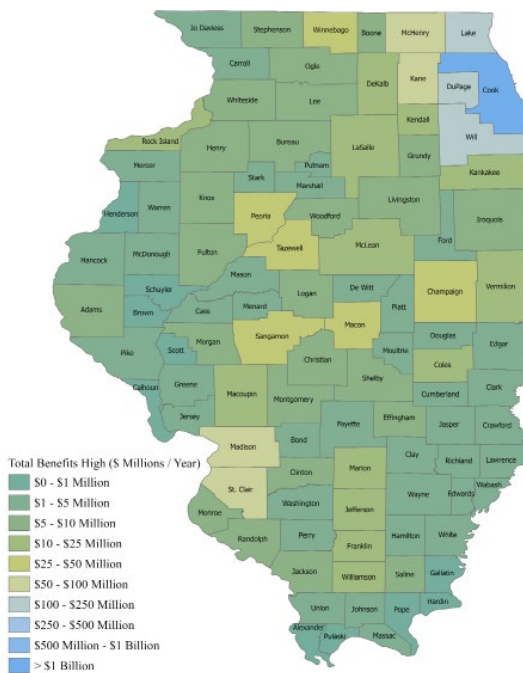 Jo Daviess
Stephenson
Winnebago
Boone
McHenry
Lake
Carroll
Ogle
DeKalb
Kane
DuPage
Cook
Whiteside
Lee
Kendall
Will
Rock Island
Henry
Bureau
LaSalle
Grundy
Kankakee
Mercer
Putnam
Stark
Marshall
Henderson
Warren
Knox
Peoria
Woodford
Livingston
Iroquois
Ford
Tazewell
McLean
Hancock
McDonough
Fulton
Mason
Schuyler
Logan
De Witt
Champaign
Vermilion
Adams
Brown
Cass
Menard
Piatt
Macon
Sangamon
Morgan
Scott
Douglas
Edgar
Pike
Christian
Moultrie
Coles
Shelby
Greene
Calhoun
Macoupin
Montgomery
Cumberland
Clark
Jersey
Fayette
Effingham
Jasper
Crawford
Madison
Bond
Clay
Richland
Lawrence
Clinton
Marion
St. Clair
Wabash
Wayne
Edwards
Washington
Monroe
Jefferson
Randolph
Perry
Hamilton
White
Franklin
Jackson
Williamson
Saline
Gallatin
Hardin
Union
Johnson
Pope
Alexander
Pulaski
Massac
Total Benefits High ($ Millions / Year)
$0 - $1 Million
$1 - $5 Million
$5 - $10 Million
$10 - $25 Million
$25 - $50 Million
$50 - $100 Million
$100 - $250 Million
$250 - $500 Million
$500 Million - $1 Billion
> $1 Billion